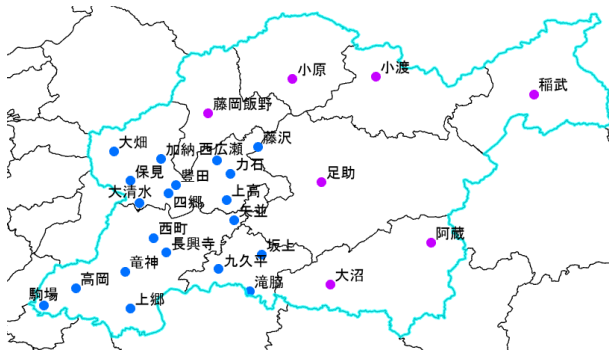 小原
小渡
稲武
藤岡飯野
大畑
加納
西広瀬
藤沢
保見
豊田
力石
足助
大清水
四郷
上高
矢並
西町
長興寺
坂上
阿蔵
竜神
九久平
高岡
大沼
滝脇
駒場
上郷